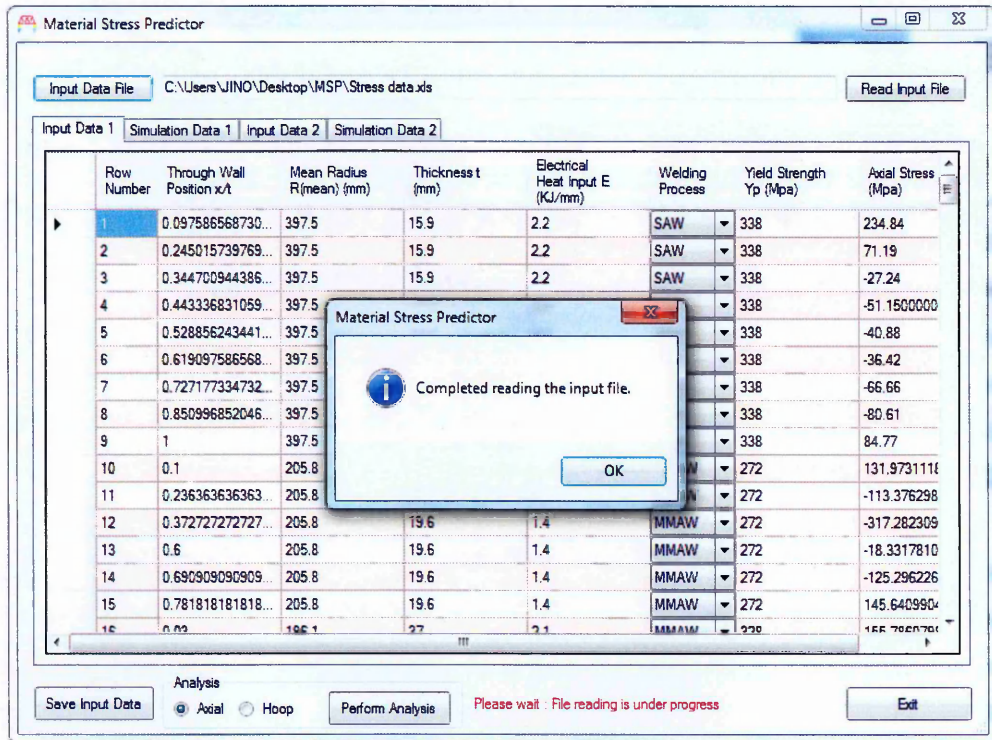 Material Stress Predictor
Input Data File C:\Users\JINO\Desktop\MSP\Stress data.xls Read Input File
Input Data 1 Simulation Data 1 Input Data 2 Simulation Data 2
Row Number Through Wall Position x/t Mean Radius R(mean) (mm) Thickness t (mm) Electrical Heat Input E (KJ/mm) Welding Process Yield Strength Yp (Mpa) Axial Stress (Mpa)
1 0.097586568730... 397.5 15.9 2.2 SAW 338 234.84
2 0.245015739769... 397.5 15.9 2.2 SAW 338 71.19
3 0.344700944386... 397.5 15.9 2.2 SAW 338 -27.24
4 0.443336831059... 397.5 338 -51.1500000
5 0.528856243441... 397.5 338 -40.88
6 0.619097586568... 397.5 338 -36.42
7 0.727177334732... 397.5 338 -66.66
8 0.850996852046... 397.5 338 -80.61
9 1 397.5 338 84.77
10 0.1 205.8 272 131.9731118
11 0.236363636363... 205.8 272 -113.376298
12 0.372727272727... 205.8 19.6 1.4 MMAW 272 -317.282309
13 0.6 205.8 19.6 1.4 MMAW 272 -18.3317810
14 0.690909090909... 205.8 19.6 1.4 MMAW 272 -125.296226
15 0.781818181818... 205.8 19.6 1.4 MMAW 272 145.6409904
Material Stress Predictor
Completed reading the input file.
OK
Analysis
Save Input Data Axial Hoop Perform Analysis Please wait : File reading is under progress Exit